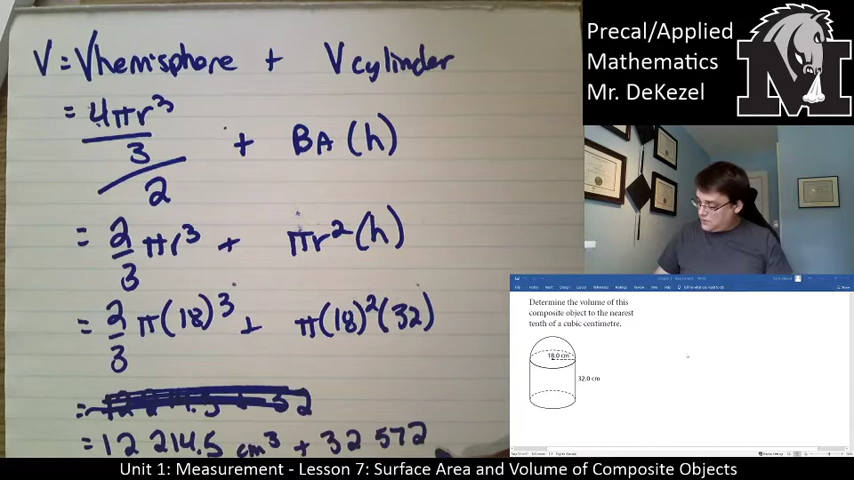 V = Vhemisphere + Vcylinder
= 4πr³/3/2 + BA(h)
= 2/3 πr³ + πr²(h)
= 2/3 π(18)³ + π(18)²(32)
= 12 214.5 cm³ + 32 572
Precal/Applied
Mathematics
Mr. DeKezel
M
Determine the volume of this
composite object to the nearest
tenth of a cubic centimetre.
18.0 cm
32.0 cm
Unit 1: Measurement - Lesson 7: Surface Area and Volume of Composite Objects